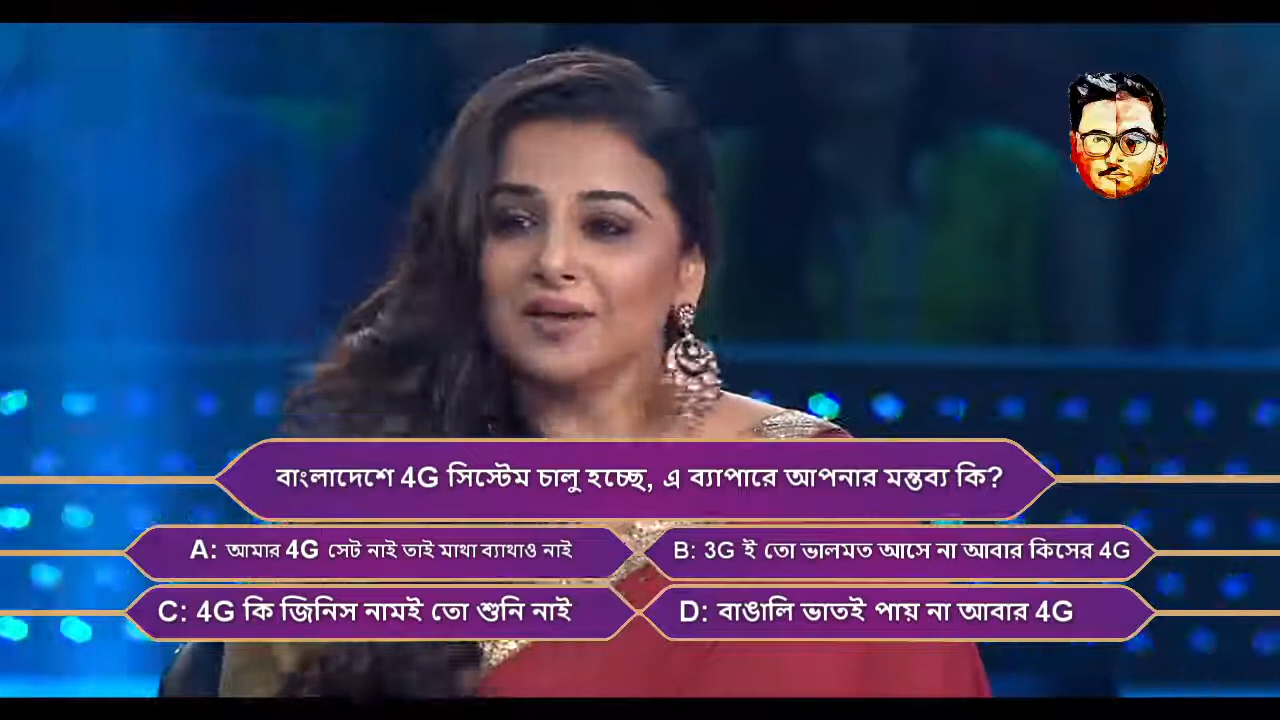 বাংলাদেশে 4G সিস্টেম চালু হচ্ছে, এ ব্যাপারে আপনার মন্তব্য কি?
A: আমার 4G সেট নাই তাই মাথা ব্যাথাও নাই
B: 3G ই তো ভালমত আসে না আবার কিসের 4G
C: 4G কি জিনিস নামই তো শুনি নাই
D: বাঙালি ভাতই পায় না আবার 4G